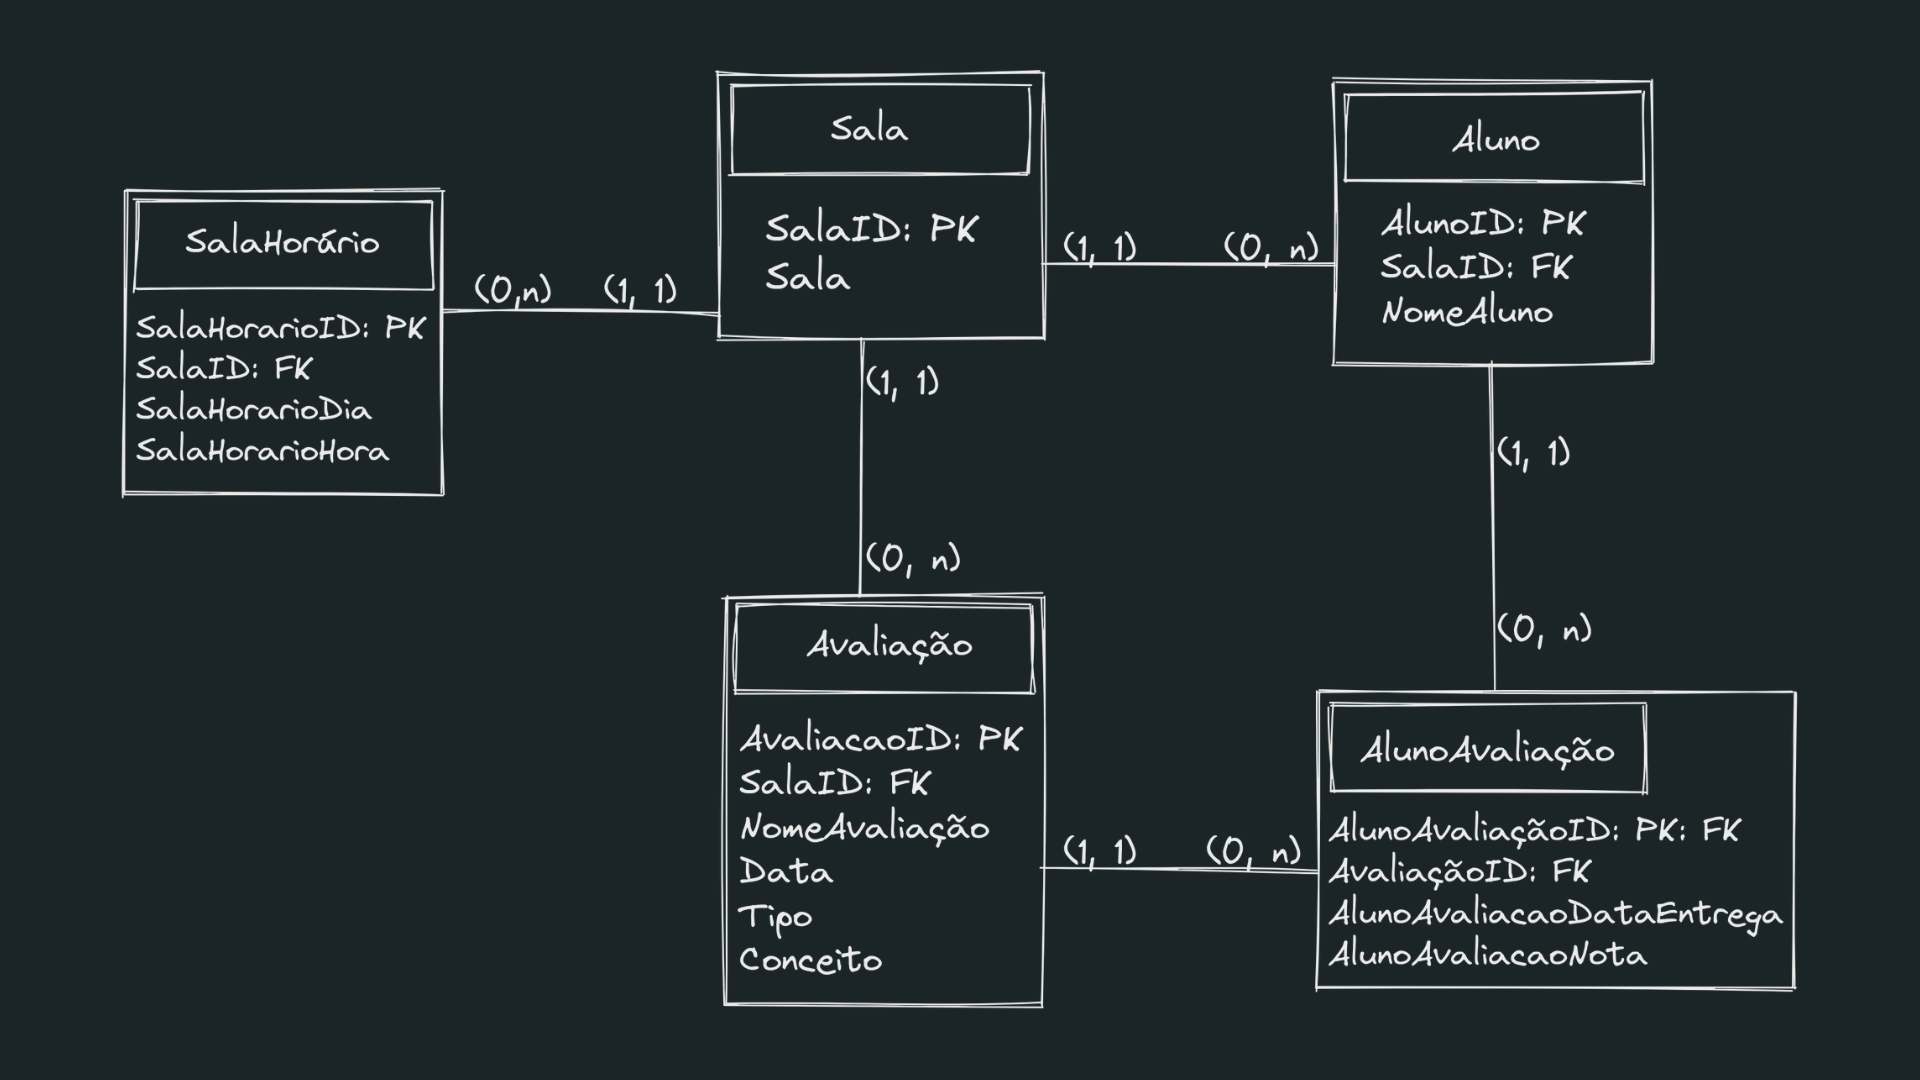 Sala
SalaID: PK
Sala
Aluno
AlunoID: PK
SalaID: FK
NomeAluno
SalaHorário
SalaHorarioID: PK
SalaID: FK
SalaHorarioDia
SalaHorarioHora
(0,n)
(1, 1)
(1, 1)
(0, n)
(1, 1)
(0, n)
(1, 1)
(0, n)
Avaliação
AvaliacaoID: PK
SalaID: FK
NomeAvaliação
Data
Tipo
Conceito
(1, 1)
(0, n)
AlunoAvaliação
AlunoAvaliaçãoID: PK: FK
AvaliaçãoID: FK
AlunoAvaliacaoDataEntrega
AlunoAvaliacaoNota